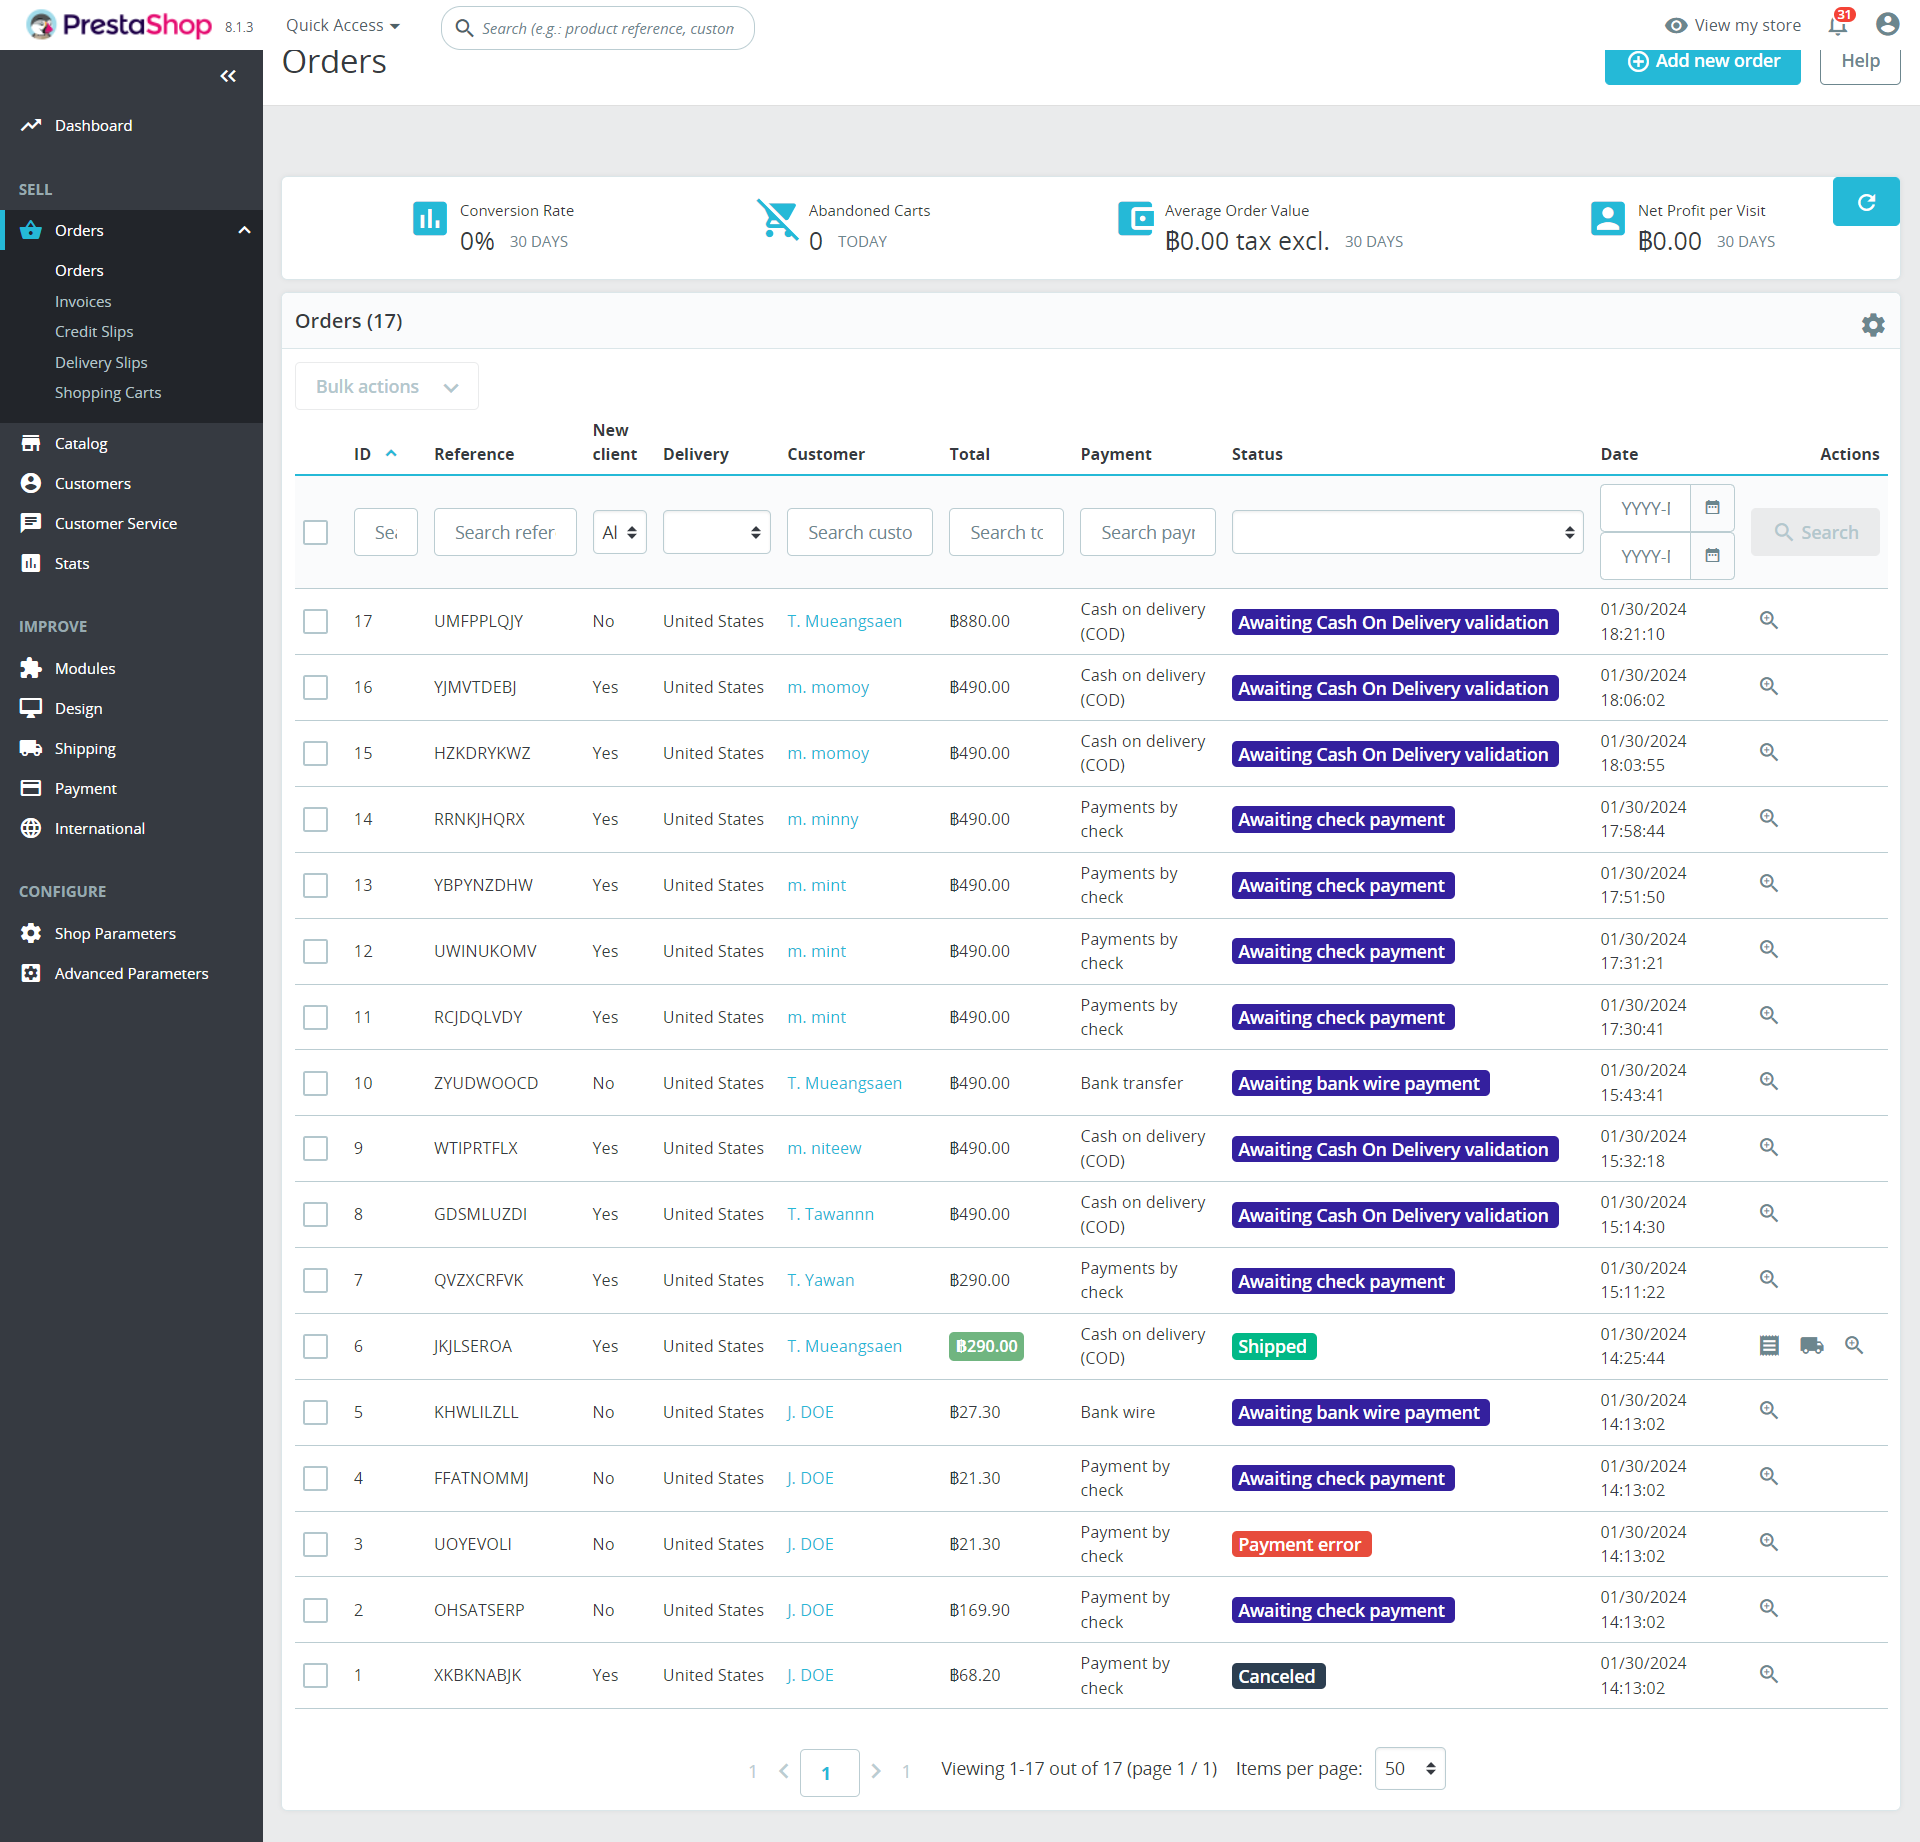 PrestaShop 8.1.3 Quick Access Search (e.g.: product reference, custon View my store 31
Orders Add new order Help
Dashboard
SELL
Orders
Orders
Invoices
Credit Slips
Delivery Slips
Shopping Carts
Catalog
Customers
Customer Service
Stats
IMPROVE
Modules
Design
Shipping
Payment
International
CONFIGURE
Shop Parameters
Advanced Parameters
Conversion Rate
0% 30 DAYS
Abandoned Carts
0 TODAY
Average Order Value
฿0.00 tax excl. 30 DAYS
Net Profit per Visit
฿0.00 30 DAYS
Orders (17)
Bulk actions
ID Reference New client Delivery Customer Total Payment Status Date Actions
Sea Search refer Al Search custo Search to Search payr YYYY-I Search
YYYY-I
17 UMFPPLQJY No United States T. Mueangsaen ฿880.00 Cash on delivery (COD) Awaiting Cash On Delivery validation 01/30/2024 18:21:10
16 YJMVTDEBJ Yes United States m. momoy ฿490.00 Cash on delivery (COD) Awaiting Cash On Delivery validation 01/30/2024 18:06:02
15 HZKDRYKWZ Yes United States m. momoy ฿490.00 Cash on delivery (COD) Awaiting Cash On Delivery validation 01/30/2024 18:03:55
14 RRNKJHQRX Yes United States m. minny ฿490.00 Payments by check Awaiting check payment 01/30/2024 17:58:44
13 YBPYNZDHW Yes United States m. mint ฿490.00 Payments by check Awaiting check payment 01/30/2024 17:51:50
12 UWINUKOMV Yes United States m. mint ฿490.00 Payments by check Awaiting check payment 01/30/2024 17:31:21
11 RCJDQLVDY Yes United States m. mint ฿490.00 Payments by check Awaiting check payment 01/30/2024 17:30:41
10 ZYUDWOOCD No United States T. Mueangsaen ฿490.00 Bank transfer Awaiting bank wire payment 01/30/2024 15:43:41
9 WTIPRTFLX Yes United States m. niteew ฿490.00 Cash on delivery (COD) Awaiting Cash On Delivery validation 01/30/2024 15:32:18
8 GDSMLUZDI Yes United States T. Tawannn ฿490.00 Cash on delivery (COD) Awaiting Cash On Delivery validation 01/30/2024 15:14:30
7 QVZXCRFVK Yes United States T. Yawan ฿290.00 Payments by check Awaiting check payment 01/30/2024 15:11:22
6 JKJLSEROA Yes United States T. Mueangsaen ฿290.00 Cash on delivery (COD) Shipped 01/30/2024 14:25:44
5 KHWLILZLL No United States J. DOE ฿27.30 Bank wire Awaiting bank wire payment 01/30/2024 14:13:02
4 FFATNOMMJ No United States J. DOE ฿21.30 Payment by check Awaiting check payment 01/30/2024 14:13:02
3 UOYEVOLI No United States J. DOE ฿21.30 Payment by check Payment error 01/30/2024 14:13:02
2 OHSATSERP No United States J. DOE ฿169.90 Payment by check Awaiting check payment 01/30/2024 14:13:02
1 XKBKNABJK Yes United States J. DOE ฿68.20 Payment by check Canceled 01/30/2024 14:13:02
1 1 1 Viewing 1-17 out of 17 (page 1 / 1) Items per page: 50